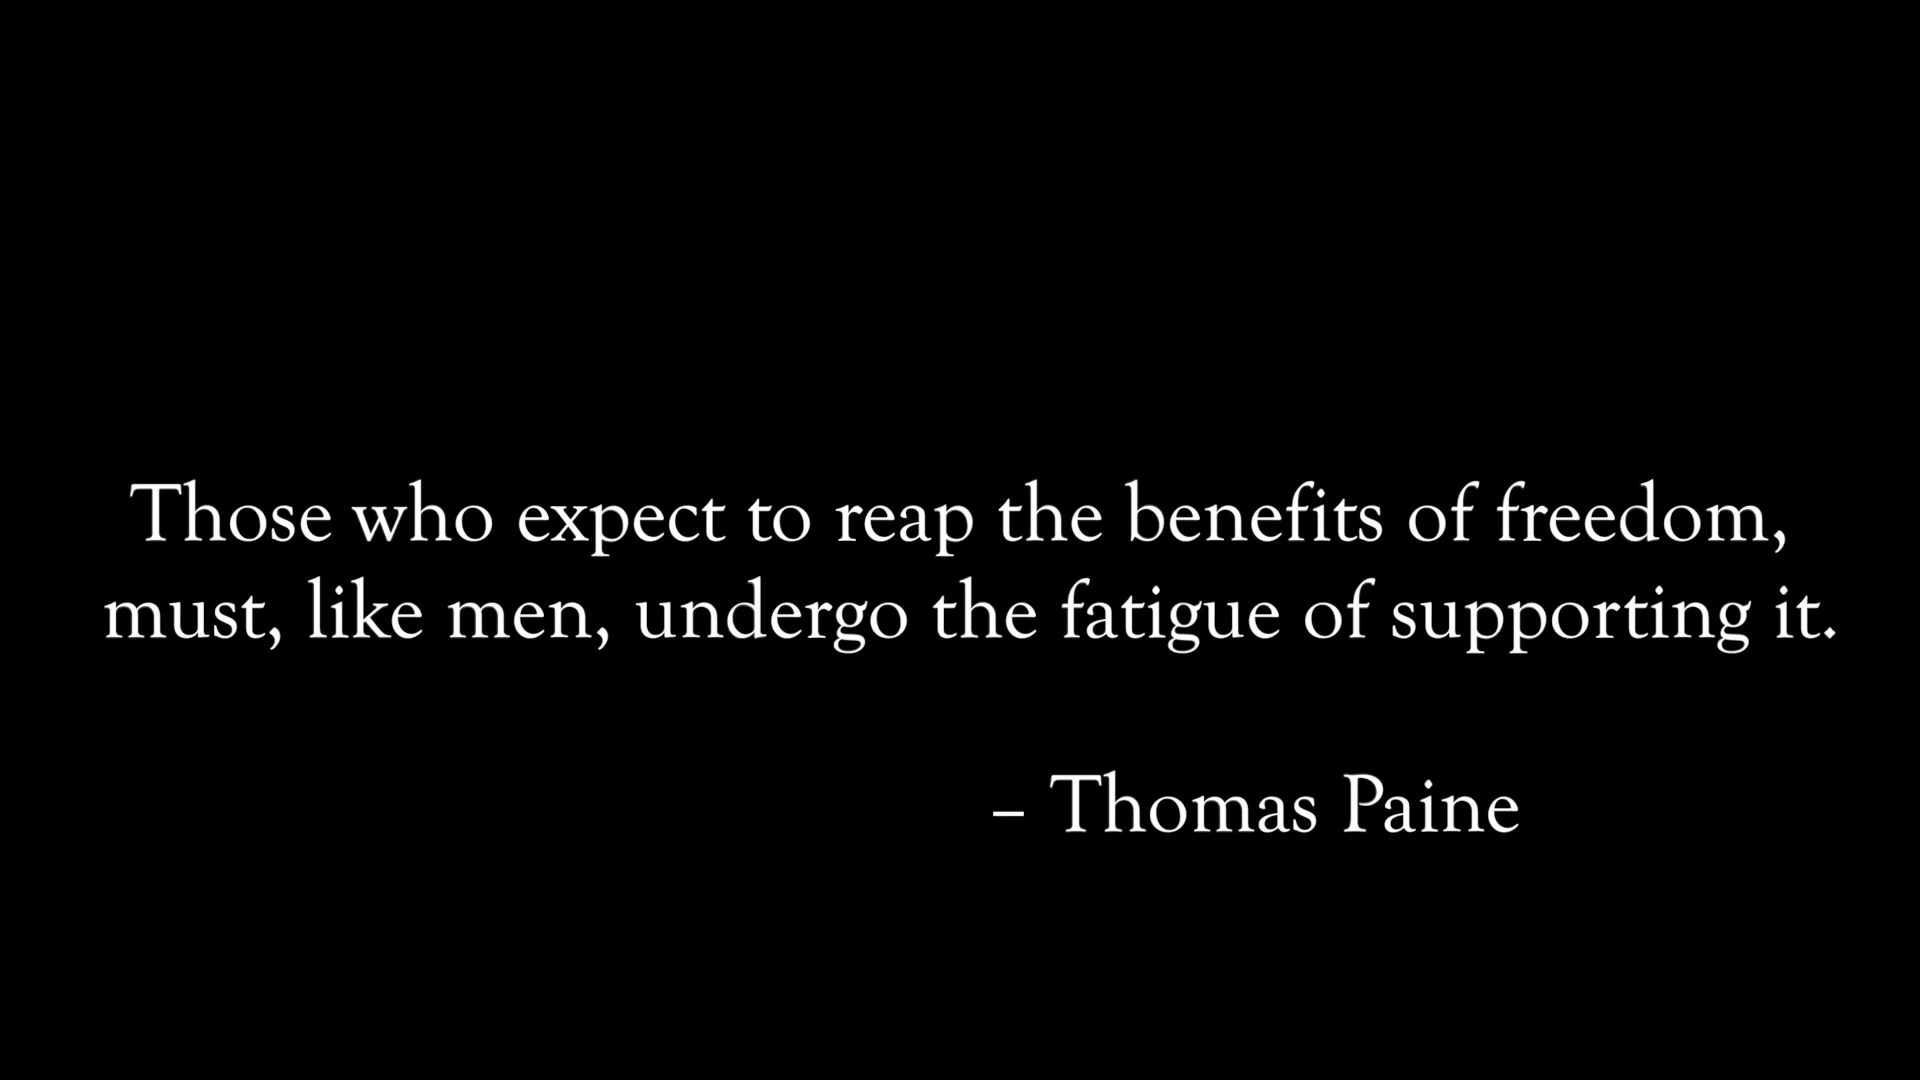 Those who expect to reap the benefits of freedom,
must, like men, undergo the fatigue of supporting it.
– Thomas Paine